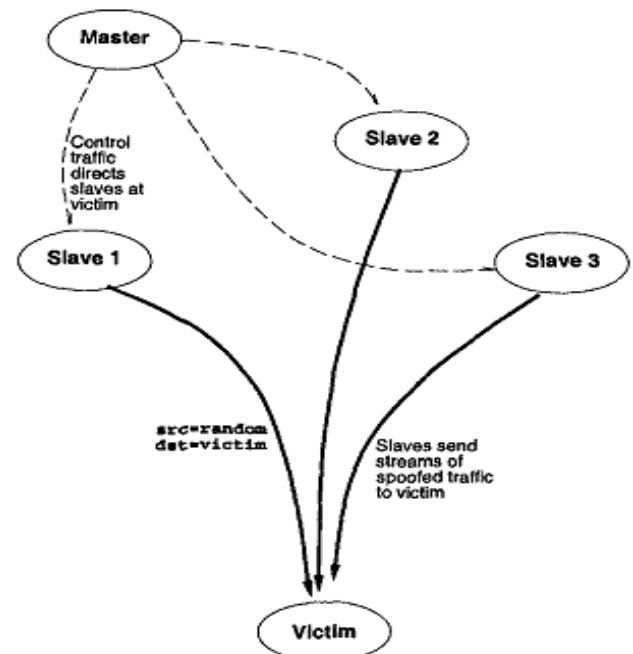 Master
Slave 2
Control
traffic
directs
slaves at
victim
Slave 1
Slave 3
src=random
dst=victim
Slaves send
streams of
spoofed traffic
to victim
Victim